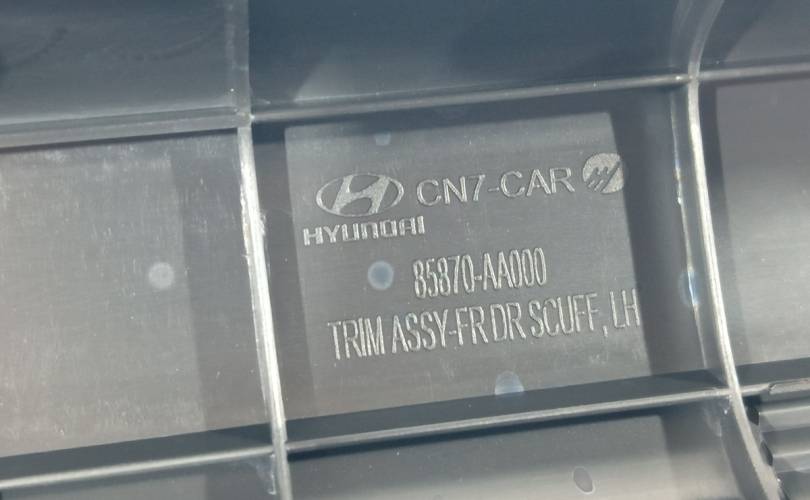 CN7-CAR
HYUNDAI
85870-AA000
TRIM ASSY-FR DR SCUFF, LH